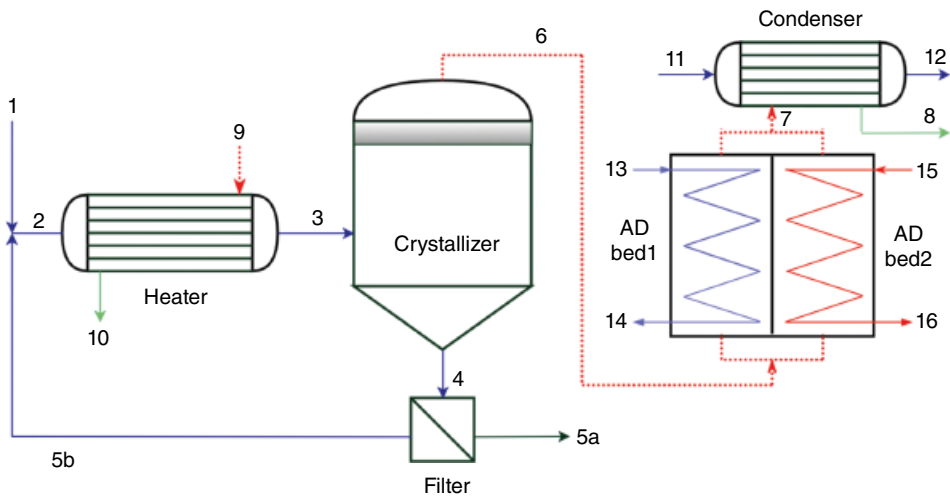 Condenser
6
11
12
1
7
8
9
13
15
2
3
AD
bed1
AD
bed2
Crystallizer
Heater
14
16
10
4
5a
5b
Filter